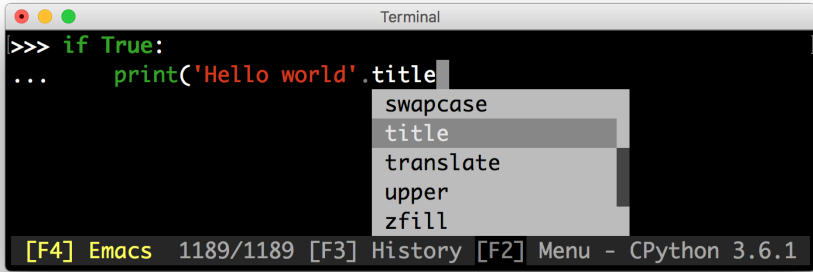 Terminal
>>> if True:
...     print('Hello world'.title
swapcase
title
translate
upper
zfill
[F4] Emacs  1189/1189 [F3] History [F2] Menu - CPython 3.6.1